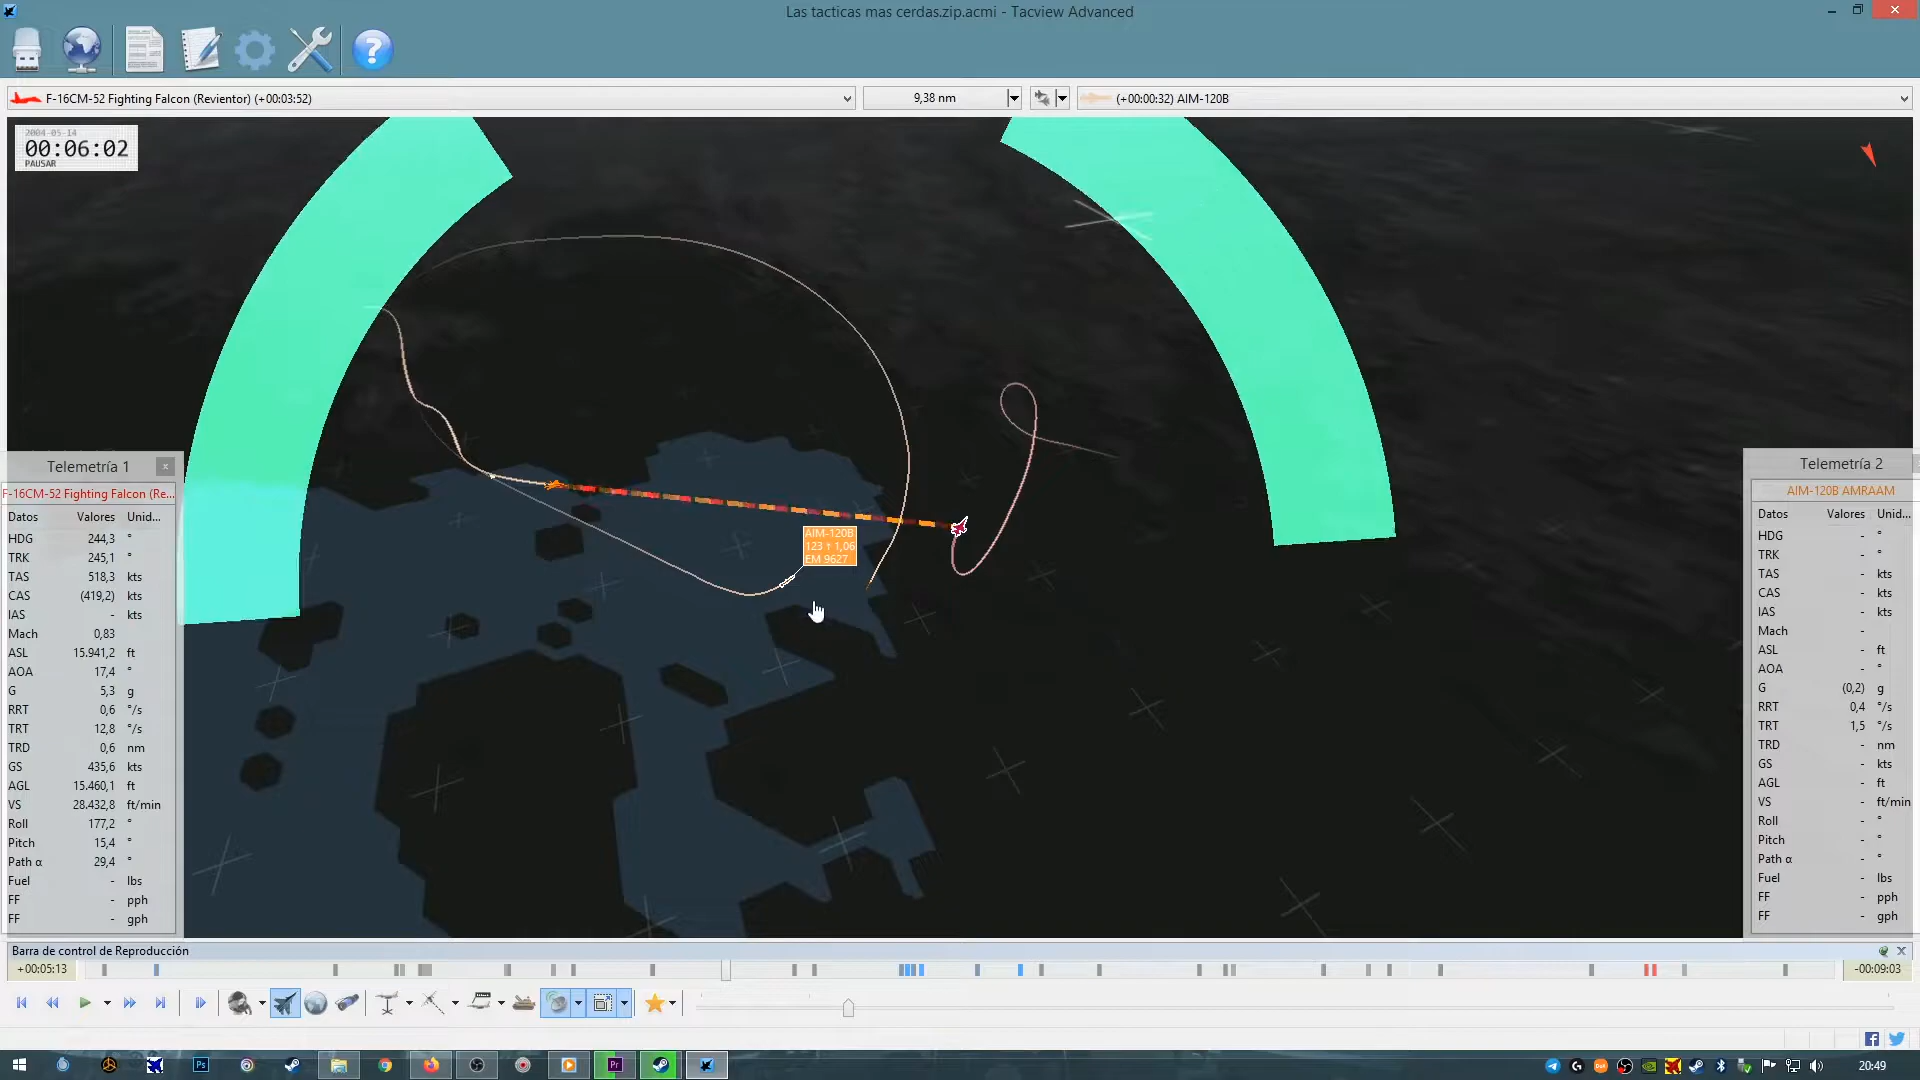 Las tacticas mas cerdas.zip.acmi - Tacview Advanced
F-16CM-52 Fighting Falcon (Revientor) (+00:03:52)
9,38 nm
(+00:00:32) AIM-120B
2004-05-14
00:06:02
PAUSAR
AIM-120B
123 ↑ 1,06
EM 9627
Telemetría 1
F-16CM-52 Fighting Falcon (Re...
Datos Valores Unid...
HDG 244,3 °
TRK 245,1 °
TAS 518,3 kts
CAS (419,2) kts
IAS - kts
Mach 0,83
ASL 15.941,2 ft
AOA 17,4 °
G 5,3 g
RRT 0,6 °/s
TRT 12,8 °/s
TRD 0,6 nm
GS 435,6 kts
AGL 15.460,1 ft
VS 28.432,8 ft/min
Roll 177,2 °
Pitch 15,4 °
Path α 29,4 °
Fuel - lbs
FF - pph
FF - gph
Telemetría 2
AIM-120B AMRAAM
Datos Valores Unid...
HDG - °
TRK - °
TAS - kts
CAS - kts
IAS - kts
Mach -
ASL - ft
AOA - °
G (0,2) g
RRT 0,4 °/s
TRT 1,5 °/s
TRD - nm
GS - kts
AGL - ft
VS - ft/min
Roll - °
Pitch - °
Path α - °
Fuel - lbs
FF - pph
FF - gph
Barra de control de Reproducción
+00:05:13
-00:09:03
Ps
Pr
20:49